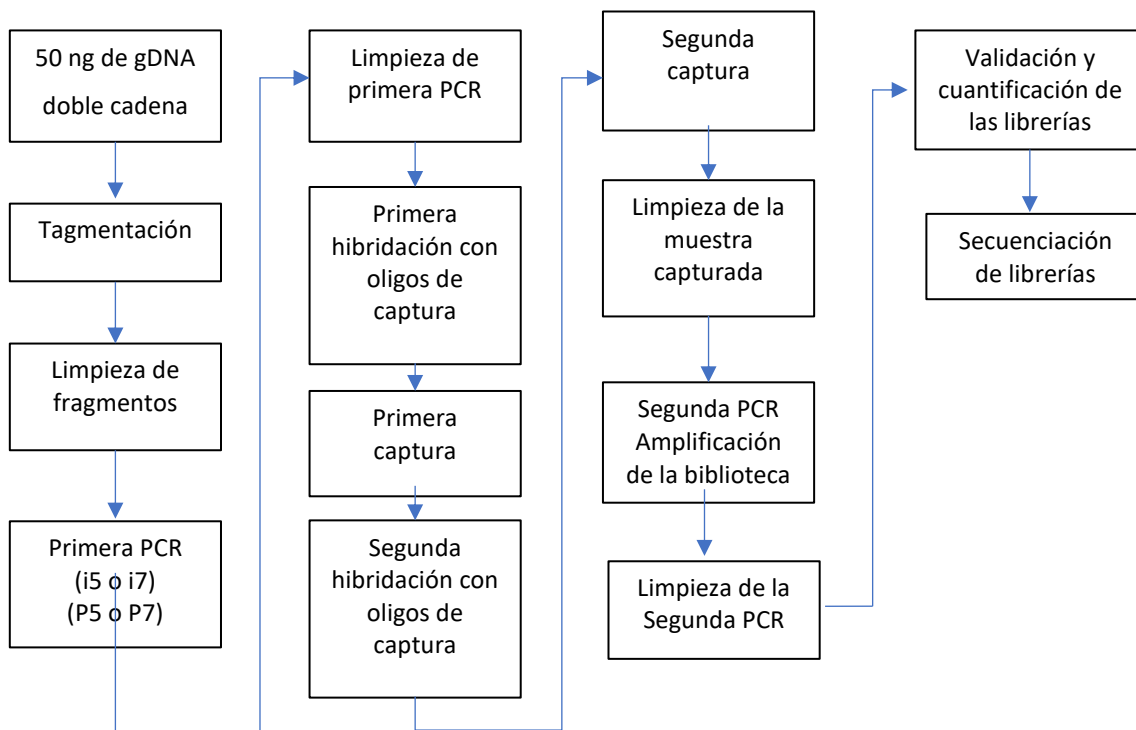 50 ng de gDNA
doble cadena
Tagmentación
Limpieza de
fragmentos
Primera PCR
(i5 o i7)
(P5 o P7)
Limpieza de
primera PCR
Primera
hibridación con
oligos de
captura
Primera
captura
Segunda
hibridación con
oligos de
captura
Segunda
captura
Limpieza de la
muestra
capturada
Segunda PCR
Amplificación
de la biblioteca
Limpieza de la
Segunda PCR
Validación y
cuantificación de
las librerías
Secuenciación
de librerías